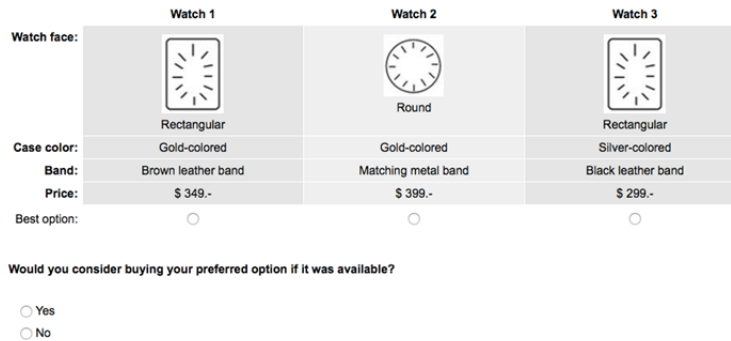 Watch 1 Watch 2 Watch 3
Watch face:
Round
Rectangular Rectangular
Case color: Gold-colored Gold-colored Silver-colored
Band: Brown leather band Matching metal band Black leather band
Price: $ 349.- $ 399.- $ 299.-
Best option:
Would you consider buying your preferred option if it was available?
Yes
No